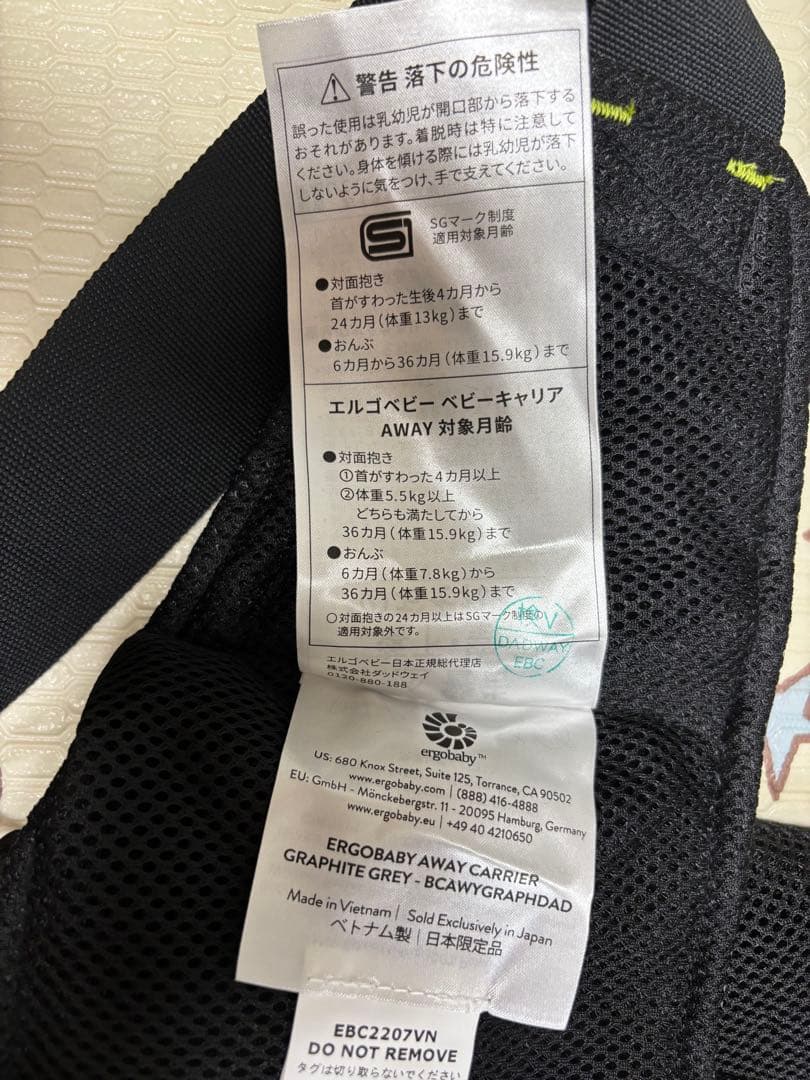 警告 落下の危険性
誤った使用は乳幼児が開口部から落下する
おそれがあります。着脱時は特に注意して
ください。身体を傾ける際には乳幼児が落下
しないように気をつけ、手で支えてください。
SGマーク制度
適用対象月齢
●対面抱き
首がすわった生後4カ月から
24カ月(体重13kg)まで
●おんぶ
6カ月から36カ月(体重15.9kg)まで
エルゴベビー ベビーキャリア
AWAY 対象月齢
●対面抱き
①首がすわった4カ月以上
②体重5.5kg以上
どちらも満たしてから
36カ月(体重15.9kg)まで
●おんぶ
6カ月(体重7.8kg)から
36カ月(体重15.9kg)まで
○対面抱きの24カ月以上はSGマーク制度の
適用対象外です。
検V
DADWAY
EBC
エルゴベビー日本正規総代理店
株式会社ダッドウェイ
0120-880-188
ergobaby™
US: 680 Knox Street, Suite 125, Torrance, CA 90502
www.ergobaby.com | (888) 416-4888
EU: GmbH - Mönckebergstr. 11 - 20095 Hamburg, Germany
www.ergobaby.eu | +49 40 4210650
ERGOBABY AWAY CARRIER
GRAPHITE GREY - BCAWYGRAPHDAD
Made in Vietnam | Sold Exclusively in Japan
ベトナム製 | 日本限定品
EBC2207VN
DO NOT REMOVE
タグは切り取らないでください